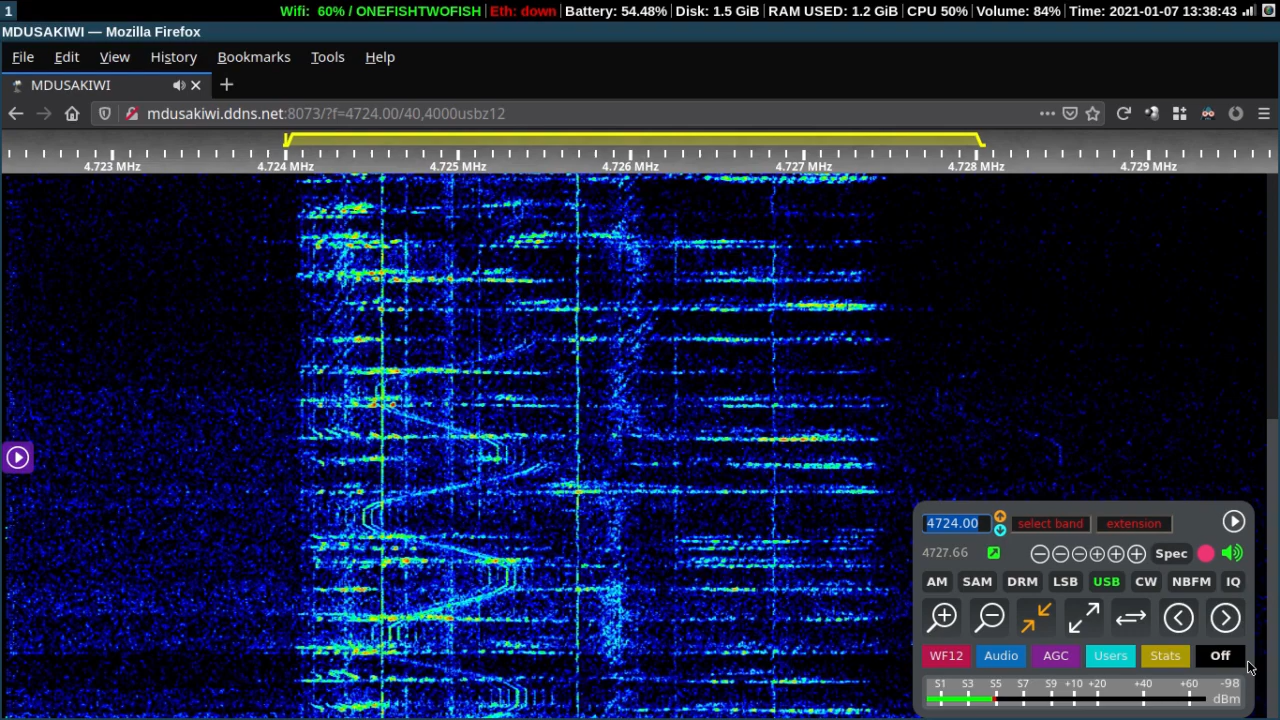 1 Wifi: 60% / ONEFISHTWOFISH Eth: down Battery: 54.48% Disk: 1.5 GiB RAM USED: 1.2 GiB CPU 50% Volume: 84% Time: 2021-01-07 13:38:43
MDUSAKIWI — Mozilla Firefox
File Edit View History Bookmarks Tools Help
MDUSAKIWI
mdusakiwi.ddns.net:8073/?f=4724.00/40,4000usbz12
4.723 MHz 4.724 MHz 4.725 MHz 4.726 MHz 4.727 MHz 4.728 MHz 4.729 MHz
4724.00 select band extension
4727.66 Spec
AM SAM DRM LSB USB CW NBFM IQ
WF12 Audio AGC Users Stats Off
S1 S3 S5 S7 S9 +10 +20 +40 +60 -98
dBm